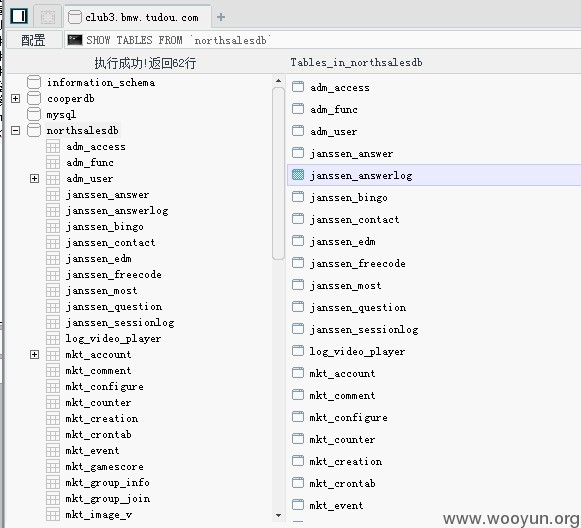 club3.bmw.tudou.com
配置
SHOW TABLES FROM `northsalesdb`
执行成功!返回62行
information_schema
cooperdb
mysql
northsalesdb
adm_access
adm_func
adm_user
janssen_answer
janssen_answerlog
janssen_bingo
janssen_contact
janssen_edm
janssen_freecode
janssen_most
janssen_question
janssen_sessionlog
log_video_player
mkt_account
mkt_comment
mkt_configure
mkt_counter
mkt_creation
mkt_crontab
mkt_event
mkt_gamescore
mkt_group_info
mkt_group_join
mkt_image_v
Tables_in_northsalesdb
adm_access
adm_func
adm_user
janssen_answer
janssen_answerlog
janssen_bingo
janssen_contact
janssen_edm
janssen_freecode
janssen_most
janssen_question
janssen_sessionlog
log_video_player
mkt_account
mkt_comment
mkt_configure
mkt_counter
mkt_creation
mkt_crontab
mkt_event
www.wooyun.org